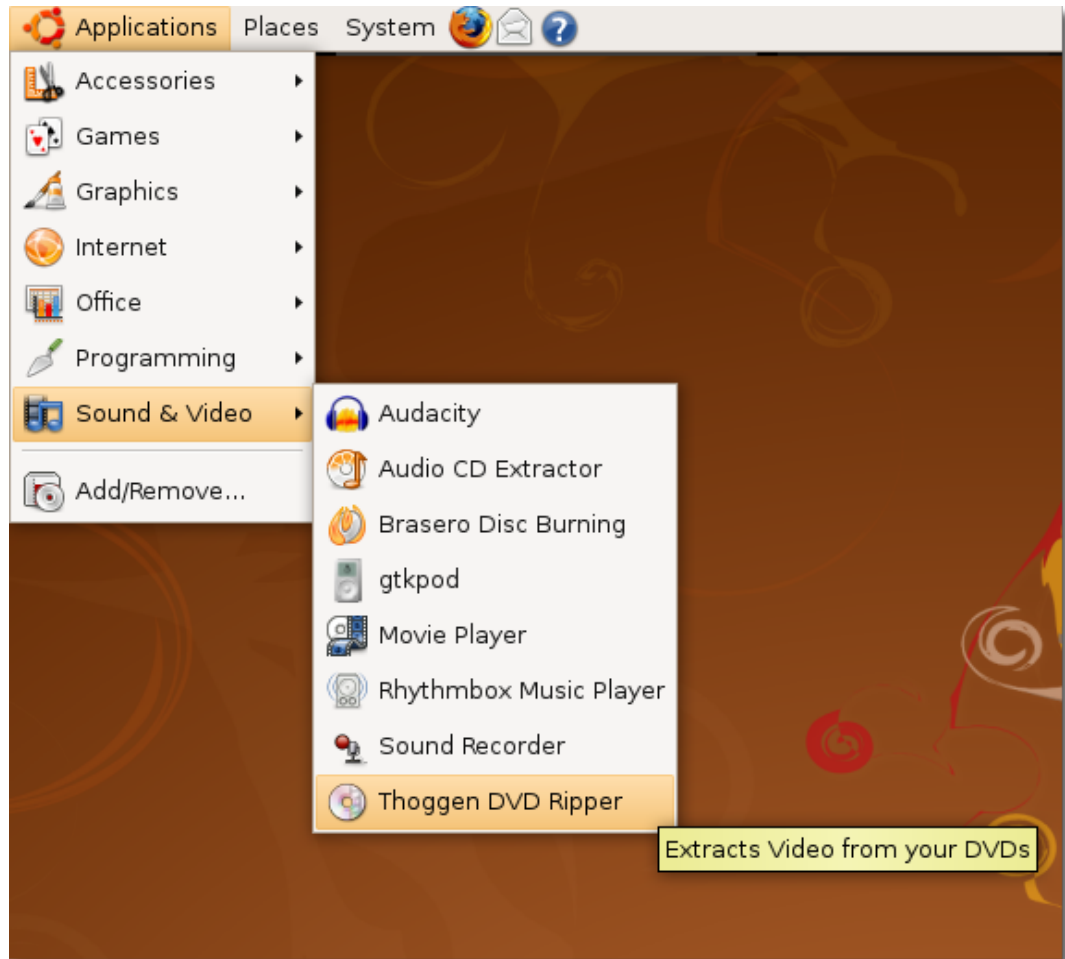 Applications Places System
Accessories
Games
Graphics
Internet
Office
Programming
Sound & Video
Add/Remove...
Audacity
Audio CD Extractor
Brasero Disc Burning
gtkpod
Movie Player
Rhythmbox Music Player
Sound Recorder
Thoggen DVD Ripper
Extracts Video from your DVDs